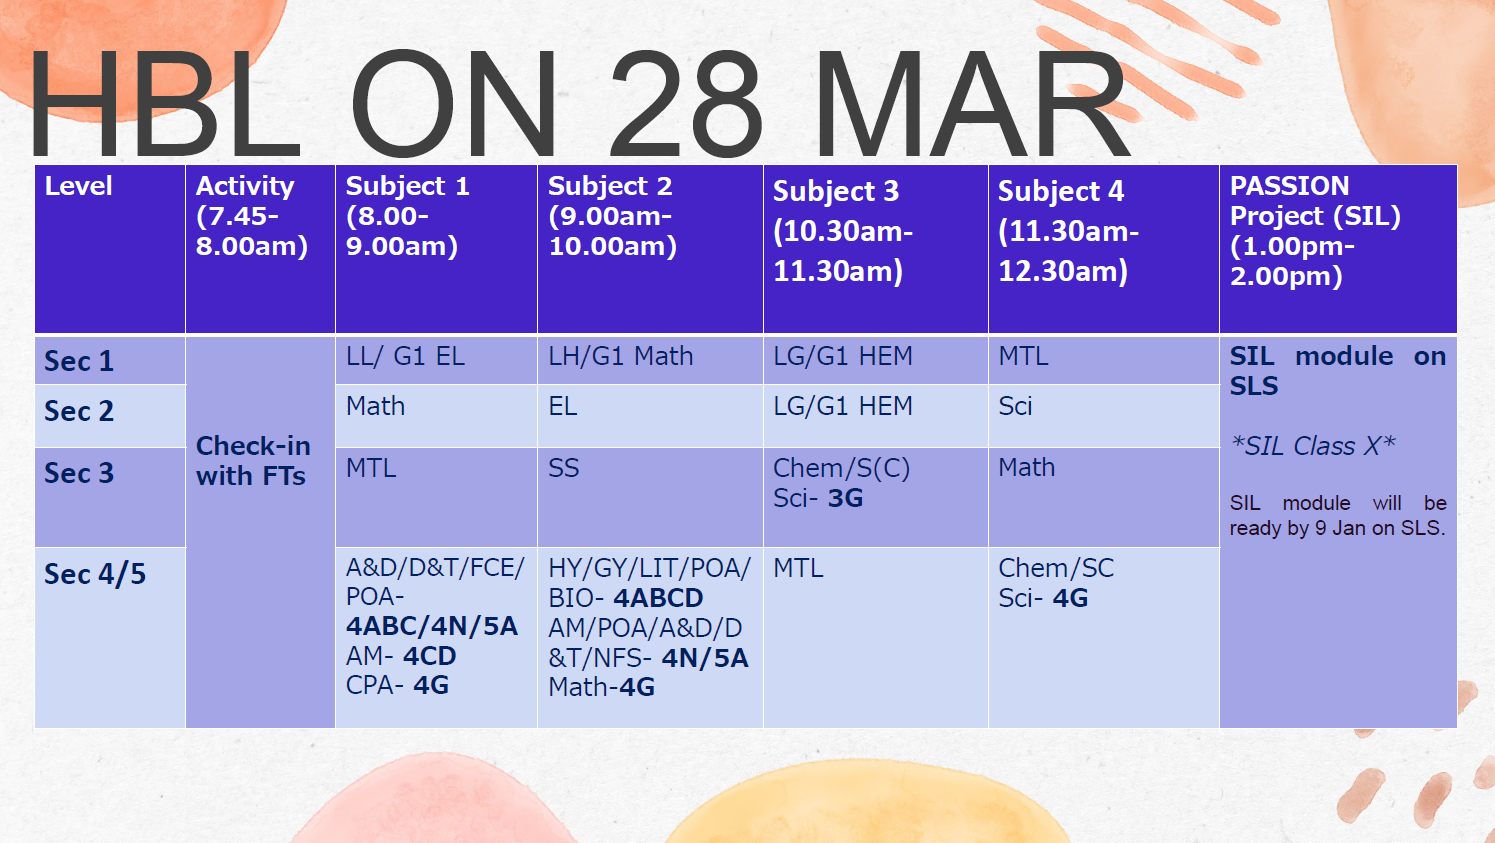 HBL ON 28 MAR
Level
Activity
(7.45-
8.00am)
Subject 1
(8.00-
9.00am)
Subject 2
(9.00am-
10.00am)
Subject 3
(10.30am-
11.30am)
Subject 4
(11.30am-
12.30am)
PASSION
Project (SIL)
(1.00pm-
2.00pm)
Sec 1
Check-in
with FTs
LL/ G1 EL
LH/G1 Math
LG/G1 HEM
MTL
SIL module on
SLS
*SIL Class X*
SIL module will be
ready by 9 Jan on SLS.
Sec 2
Math
EL
LG/G1 HEM
Sci
Sec 3
MTL
SS
Chem/S(C)
Sci- 3G
Math
Sec 4/5
A&D/D&T/FCE/
POA-
4ABC/4N/5A
AM- 4CD
CPA- 4G
HY/GY/LIT/POA/
BIO- 4ABCD
AM/POA/A&D/D
&T/NFS- 4N/5A
Math-4G
MTL
Chem/SC
Sci- 4G